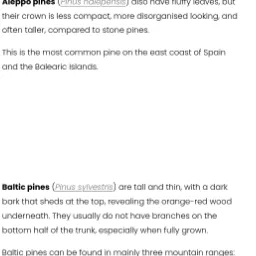 Aleppo pines (Pinus halepensis) also have fluffy leaves, but
their crown is less compact, more disorganised looking, and
often taller, compared to stone pines.
This is the most common pine on the east coast of Spain
and the Balearic Islands.
Baltic pines (Pinus sylvestris) are tall and thin, with a dark
bark that sheds at the top, revealing the orange-red wood
underneath. They usually do not have branches on the
bottom half of the trunk, especially when fully grown.
Baltic pines can be found in mainly three mountain ranges: